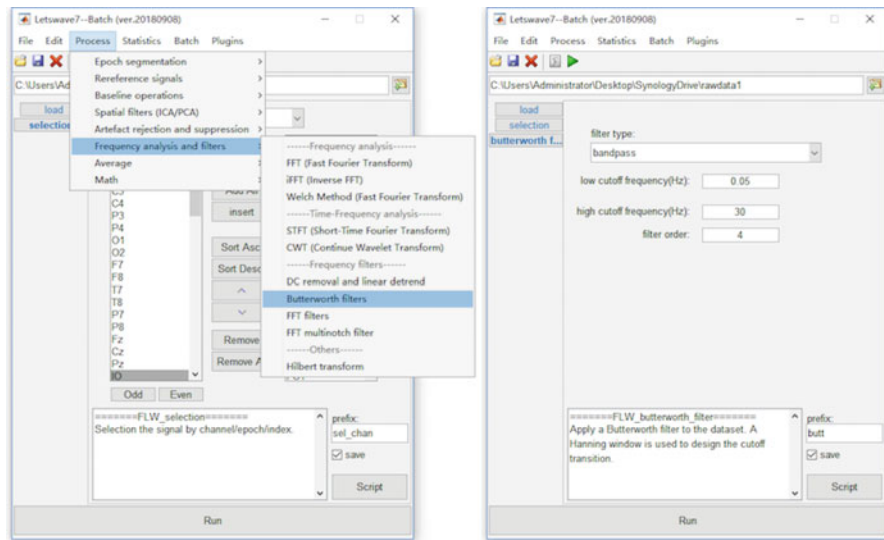 Letswave7--Batch (ver.20180908)
File Edit Process Statistics Batch Plugins
C:\Users\Ad
load
selection
Epoch segmentation
Rereference signals
Baseline operations
Spatial filters (ICA/PCA)
Artefact rejection and suppression
Frequency analysis and filters
Average
Math
------Frequency analysis------
FFT (Fast Fourier Transform)
iFFT (Inverse FFT)
Welch Method (Fast Fourier Transform)
------Time-Frequency analysis------
STFT (Short-Time Fourier Transform)
CWT (Continue Wavelet Transform)
------Frequency filters------
DC removal and linear detrend
Butterworth filters
FFT filters
FFT multinotch filter
------Others------
Hilbert transform
C4
P3
P4
O1
O2
F7
F8
T7
T8
P7
P8
Fz
Cz
Pz
IO
insert
Sort Asc
Sort Desc
Remove
Remove A
Odd Even
=======FLW_selection=======
Selection the signal by channel/epoch/index.
prefix:
sel_chan
save
Script
Run
Letswave7--Batch (ver.20180908)
File Edit Process Statistics Batch Plugins
C:\Users\Administrator\Desktop\SynologyDrive\rawdata1
load
selection
butterworth f...
filter type:
bandpass
low cutoff frequency(Hz): 0.05
high cutoff frequency(Hz): 30
filter order: 4
=======FLW_butterworth_filter=======
Apply a Butterworth filter to the dataset. A
Hanning window is used to design the cutoff
transition.
prefix:
butt
save
Script
Run